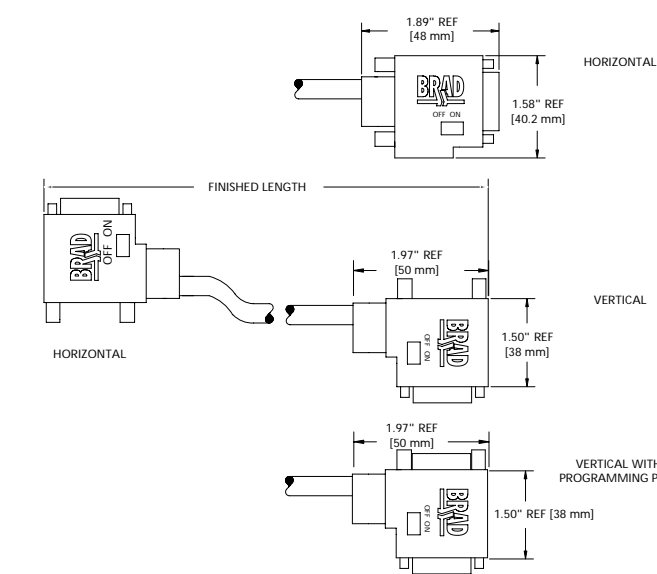 1.89" REF
[48 mm]
HORIZONTAL
BRAD
OFF ON
1.58" REF
[40.2 mm]
FINISHED LENGTH
BRAD
OFF ON
1.97" REF
[50 mm]
VERTICAL
BRAD
OFF ON
1.50" REF
[38 mm]
HORIZONTAL
1.97" REF
[50 mm]
VERTICAL WITH
PROGRAMMING P
BRAD
OFF ON
1.50" REF [38 mm]